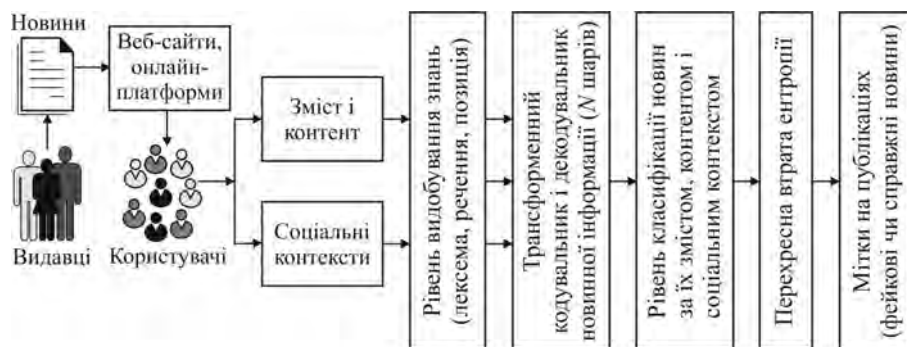 Новини
Веб-сайти,
онлайн-
платформи
Видавці
Користувачі
Зміст і
контент
Соціальні
контексти
Рівень видобування знань
(лексема, речення, позиція)
Трансформенний
кодувальник і декодувальник
новинної інформації (N шарів)
Рівень класифікації новин
за їх змістом, контентом і
соціальним контекстом
Перехресна втрата ентропії
Мітки на публікаціях
(фейкові чи справжні новини)